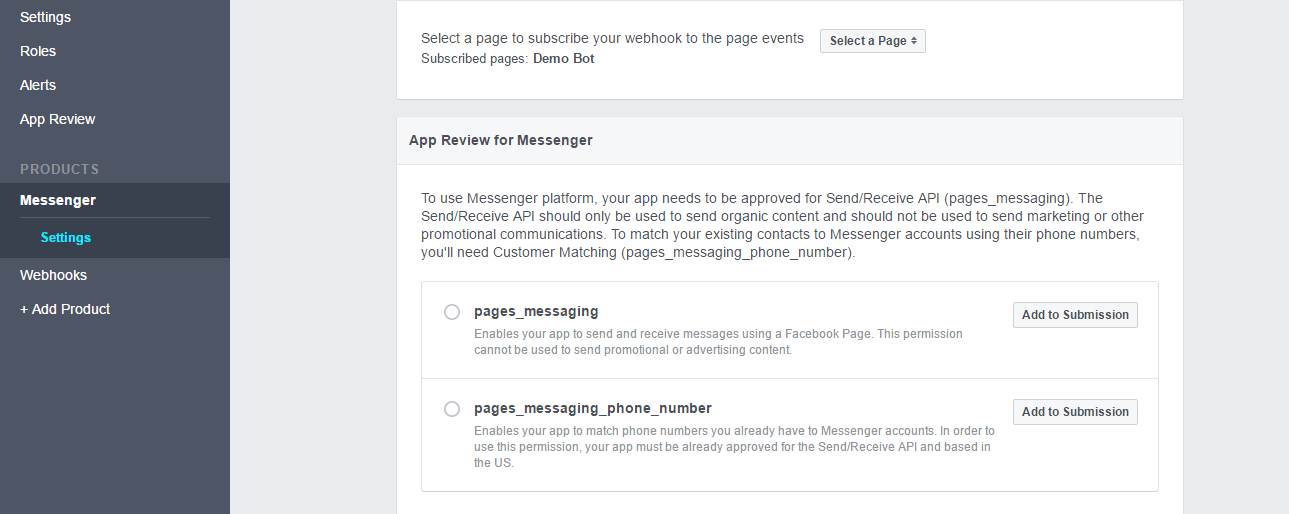 Settings
Roles
Alerts
App Review
PRODUCTS
Messenger
Settings
Webhooks
+ Add Product
Select a page to subscribe your webhook to the page events
Select a Page
Subscribed pages: Demo Bot
App Review for Messenger
To use Messenger platform, your app needs to be approved for Send/Receive API (pages_messaging). The
Send/Receive API should only be used to send organic content and should not be used to send marketing or other
promotional communications. To match your existing contacts to Messenger accounts using their phone numbers,
you'll need Customer Matching (pages_messaging_phone_number).
pages_messaging
Add to Submission
Enables your app to send and receive messages using a Facebook Page. This permission
cannot be used to send promotional or advertising content.
pages_messaging_phone_number
Add to Submission
Enables your app to match phone numbers you already have to Messenger accounts. In order to
use this permission, your app must be already approved for the Send/Receive API and based in
the US.